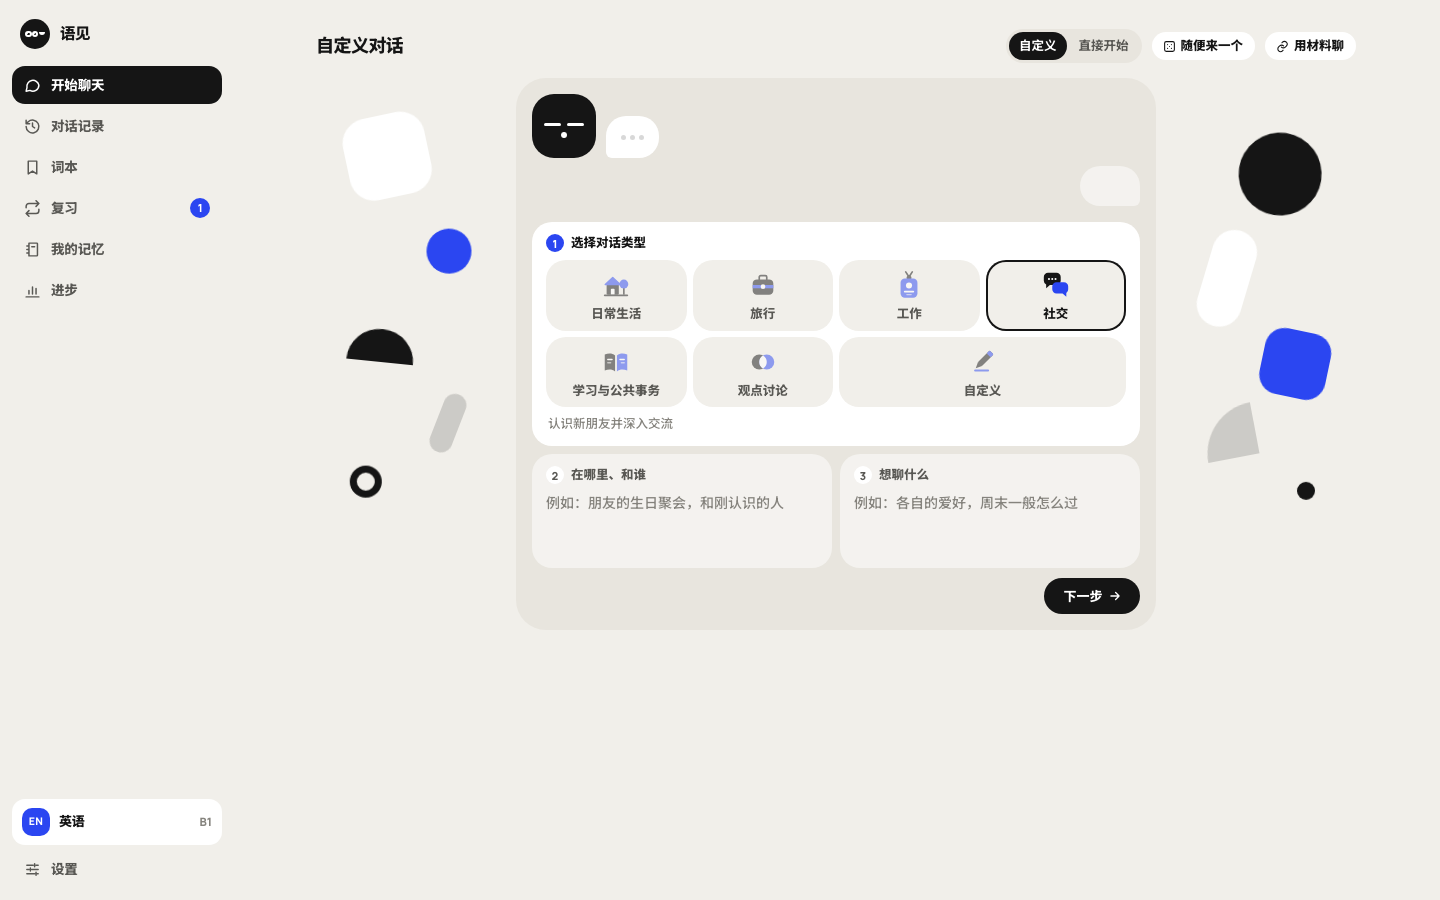 语见
开始聊天
对话记录
词本
复习 1
我的记忆
进步
EN 英语 B1
设置
自定义对话
自定义 直接开始 随便来一个 用材料聊
1 选择对话类型
日常生活 旅行 工作 社交
学习与公共事务 观点讨论 自定义
认识新朋友并深入交流
2 在哪里、和谁
例如：朋友的生日聚会，和刚认识的人
3 想聊什么
例如：各自的爱好，周末一般怎么过
下一步 →